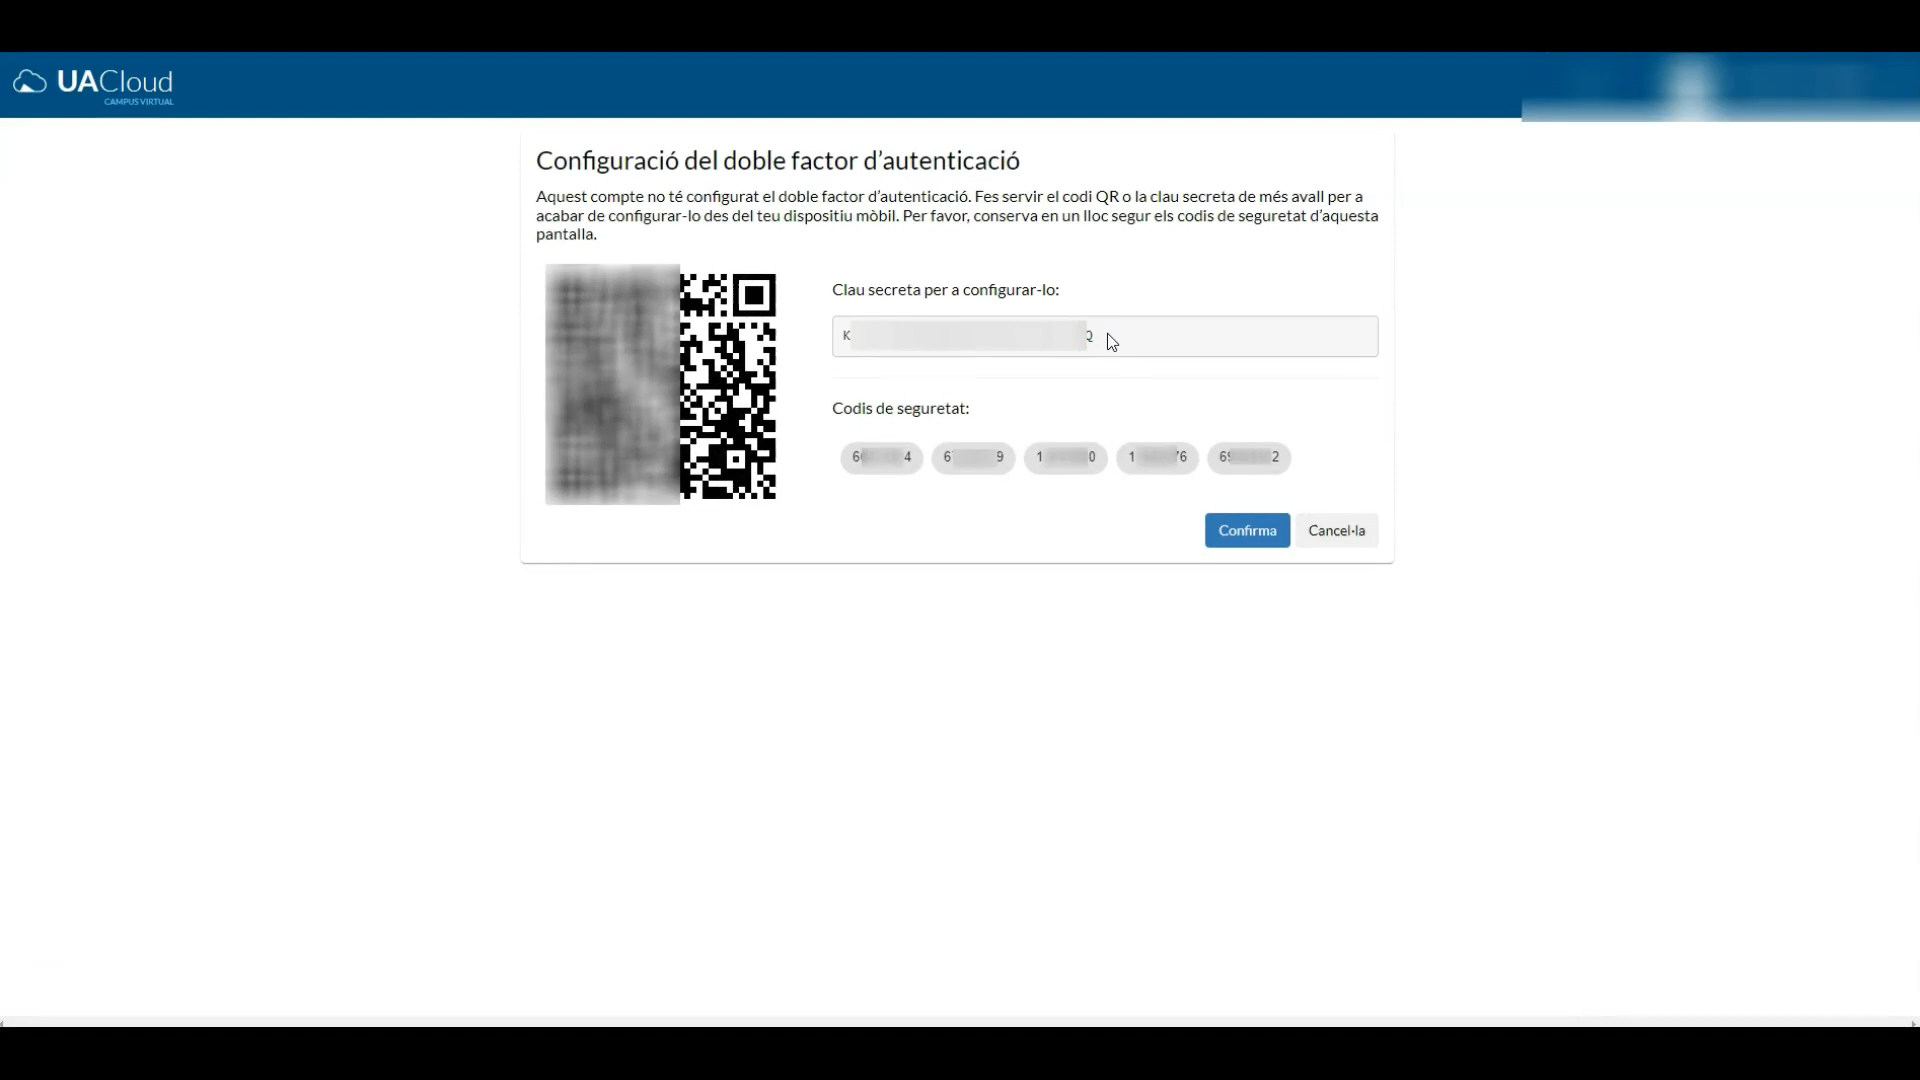 UACloud
CAMPUS VIRTUAL
Configuració del doble factor d’autenticació
Aquest compte no té configurat el doble factor d’autenticació. Fes servir el codi QR o la clau secreta de més avall per a
acabar de configurar-lo des del teu dispositiu mòbil. Per favor, conserva en un lloc segur els codis de seguretat d’aquesta
pantalla.
Clau secreta per a configurar-lo:
Codis de seguretat:
Confirma Cancel·la